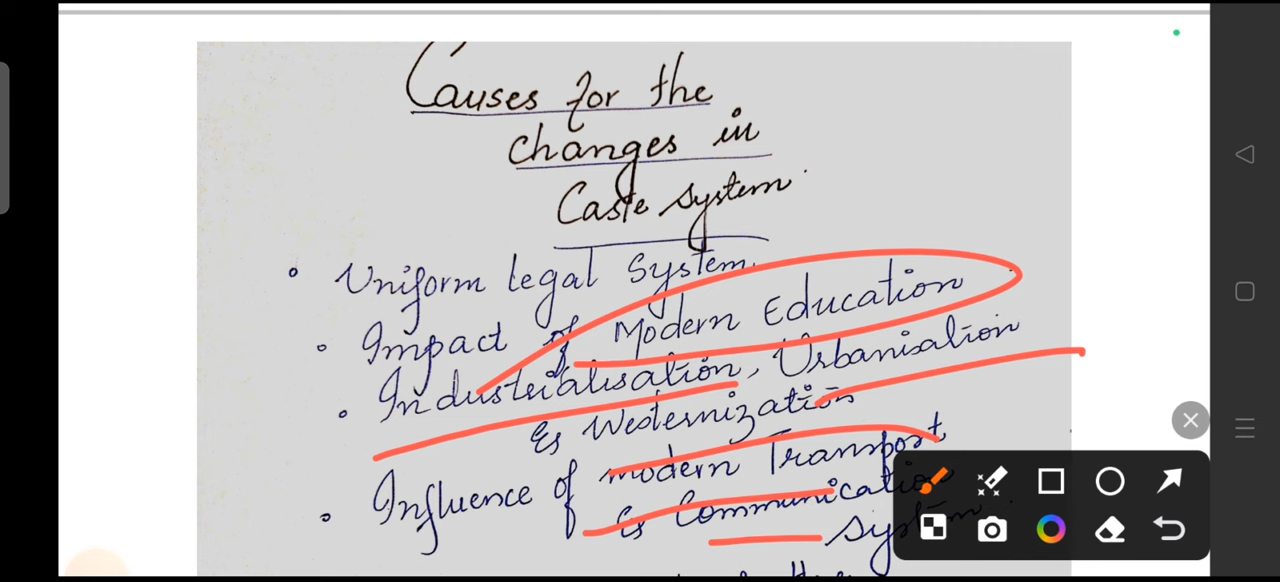 Causes for the
changes in
Caste system.
• Uniform legal System.
• Impact of Modern Education
• Industrialisation, Urbanisation
& Westernization
• Influence of modern Transport
& Communication
system.